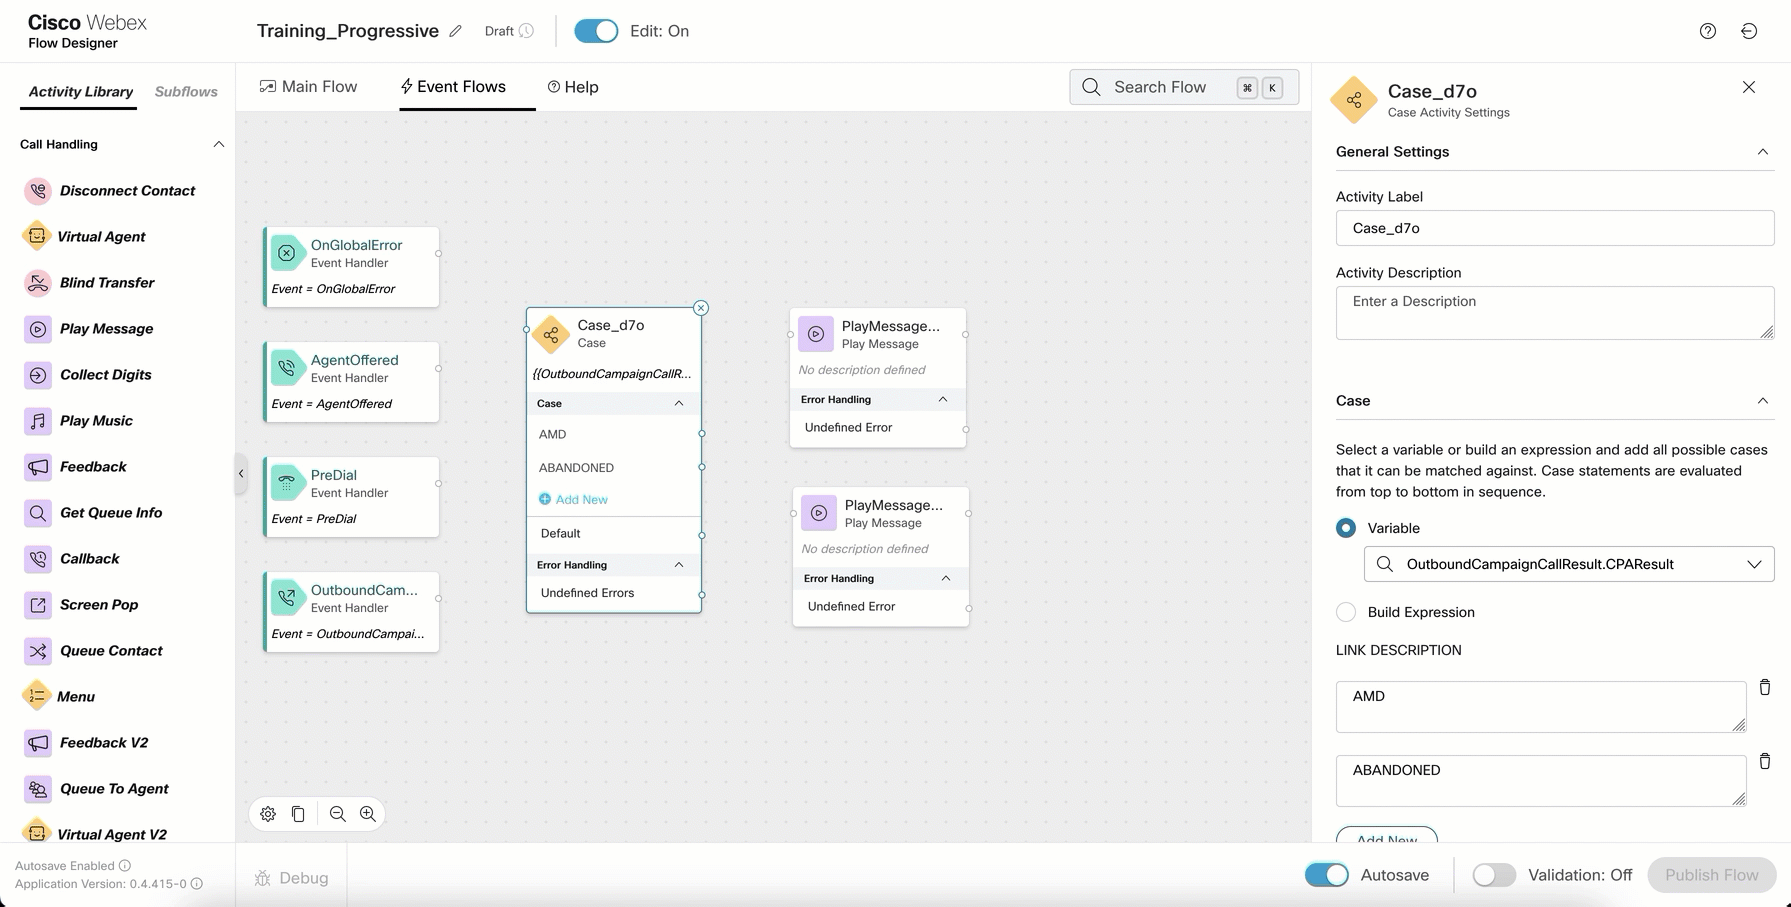 Cisco Webex
Flow Designer
Training_Progressive
Draft
Edit: On
Activity Library
Subflows
Main Flow
Event Flows
Help
Search Flow
⌘
K
Call Handling
Disconnect Contact
Virtual Agent
Blind Transfer
Play Message
Collect Digits
Play Music
Feedback
Get Queue Info
Callback
Screen Pop
Queue Contact
Menu
Feedback V2
Queue To Agent
Virtual Agent V2
OnGlobalError
Event Handler
Event = OnGlobalError
AgentOffered
Event Handler
Event = AgentOffered
PreDial
Event Handler
Event = PreDial
OutboundCam...
Event Handler
Event = OutboundCampai...
Case_d7o
Case
{{OutboundCampaignCallR...
Case
AMD
ABANDONED
Add New
Default
Error Handling
Undefined Errors
PlayMessage...
Play Message
No description defined
Error Handling
Undefined Error
PlayMessage...
Play Message
No description defined
Error Handling
Undefined Error
Case_d7o
Case Activity Settings
General Settings
Activity Label
Case_d7o
Activity Description
Enter a Description
Case
Select a variable or build an expression and add all possible cases
that it can be matched against. Case statements are evaluated
from top to bottom in sequence.
Variable
OutboundCampaignCallResult.CPAResult
Build Expression
LINK DESCRIPTION
AMD
ABANDONED
Add New
Autosave Enabled
Application Version: 0.4.415-0
Debug
Autosave
Validation: Off
Publish Flow